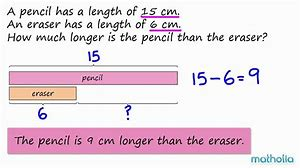 A pencil has a length of 15 cm.
An eraser has a length of 6 cm.
How much longer is the pencil than the eraser?
15
pencil
15-6=9
eraser
6
?
The pencil is 9 cm longer than the eraser.
matholia